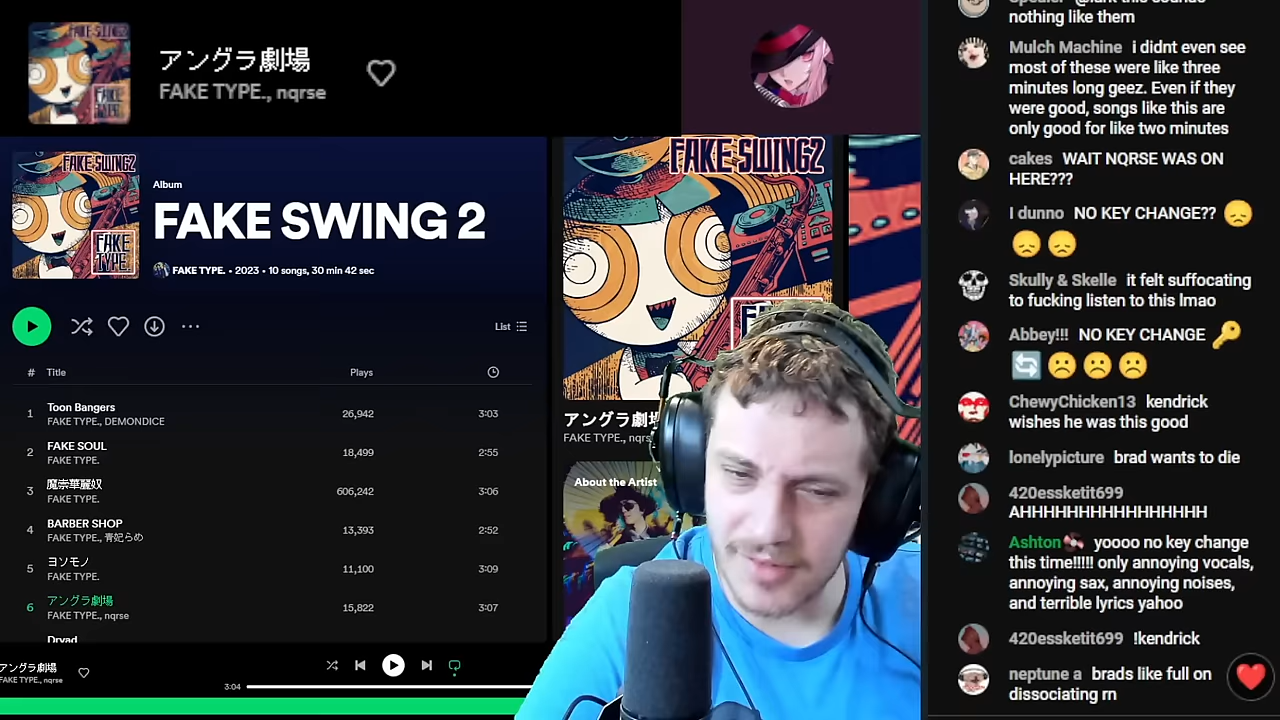 アングラ劇場
FAKE TYPE., nqrse
FAKE SWING2
FAKE
TYPE
Album
FAKE SWING 2
FAKE TYPE. • 2023 • 10 songs, 30 min 42 sec
List
# Title Plays
1 Toon Bangers 26,942 3:03
FAKE TYPE., DEMONDICE
2 FAKE SOUL 18,499 2:55
FAKE TYPE.
3 魔崇華麗奴 606,242 3:06
FAKE TYPE.
4 BARBER SHOP 13,393 2:52
FAKE TYPE., 青妃らめ
5 ヨソモノ 11,100 3:09
FAKE TYPE.
6 アングラ劇場 15,822 3:07
FAKE TYPE., nqrse
Dryad
アングラ劇場
FAKE TYPE., nqrse
3:04
FAKE SWING2
アングラ劇
FAKE TYPE., nqrs
About the Artist
nothing like them
Mulch Machine i didnt even see
most of these were like three
minutes long geez. Even if they
were good, songs like this are
only good for like two minutes
cakes WAIT NQRSE WAS ON
HERE???
I dunno NO KEY CHANGE?? 😞
😞 😞
Skully & Skelle it felt suffocating
to fucking listen to this lmao
Abbey!!! NO KEY CHANGE 🔑
🔄 🙁 🙁 🙁
ChewyChicken13 kendrick
wishes he was this good
lonelypicture brad wants to die
420essketit699
AHHHHHHHHHHHHHHHH
Ashton🍬 yoooo no key change
this time!!!!! only annoying vocals,
annoying sax, annoying noises,
and terrible lyrics yahoo
420essketit699 !kendrick
neptune a brads like full on
dissociating rn